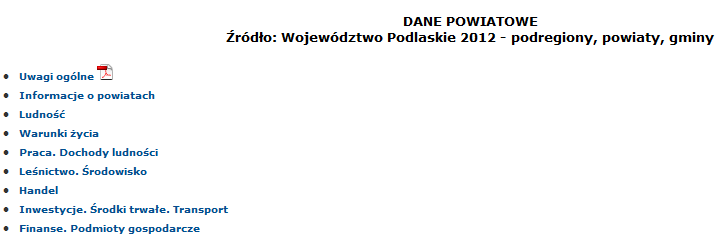 DANE POWIATOWE
Źródło: Województwo Podlaskie 2012 - podregiony, powiaty, gminy
Uwagi ogólne
Informacje o powiatach
Ludność
Warunki życia
Praca. Dochody ludności
Leśnictwo. Środowisko
Handel
Inwestycje. Środki trwałe. Transport
Finanse. Podmioty gospodarcze